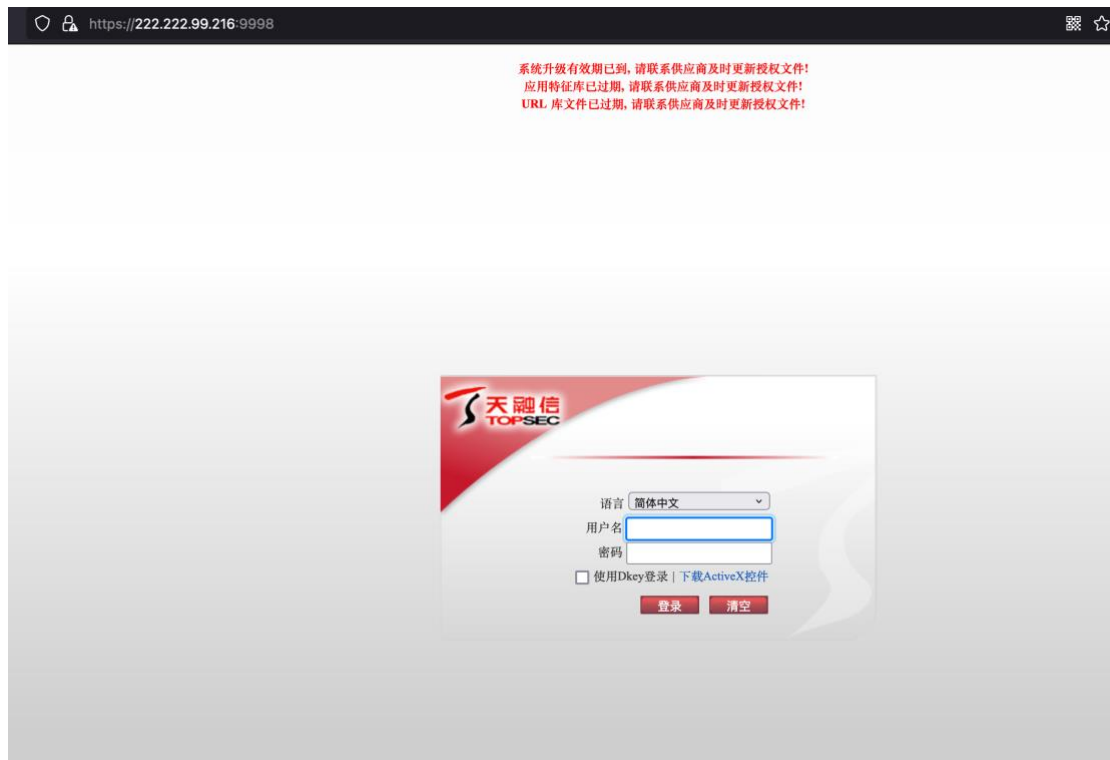 https://222.222.99.216:9998
系统升级有效期已到, 请联系供应商及时更新授权文件!
应用特征库已过期, 请联系供应商及时更新授权文件!
URL 库文件已过期, 请联系供应商及时更新授权文件!
天融信
TOPSEC
语言 简体中文
用户名
密码
使用Dkey登录 | 下载ActiveX控件
登录 清空